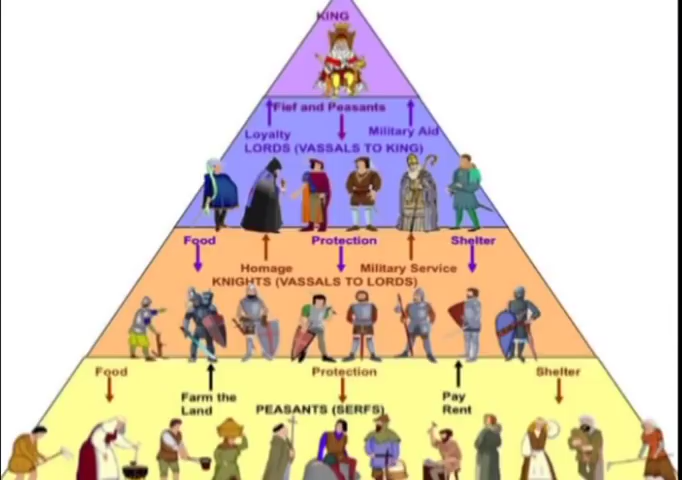 KING
Fief and Peasants
Loyalty
Military Aid
LORDS (VASSALS TO KING)
Food
Protection
Shelter
Homage
Military Service
KNIGHTS (VASSALS TO LORDS)
Food
Protection
Shelter
Farm the
Land
Pay
Rent
PEASANTS (SERFS)